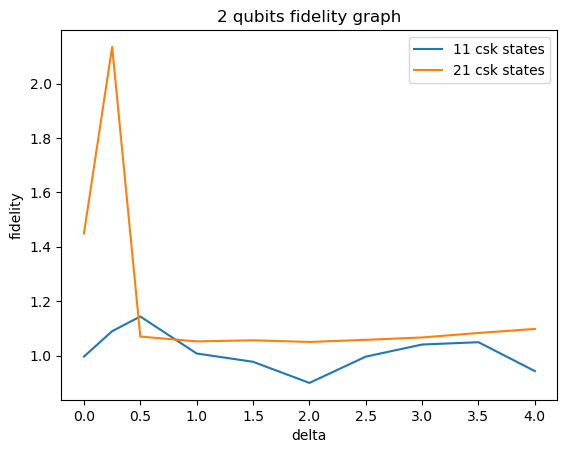 2 qubits fidelity graph
11 csk states
21 csk states
fidelity
2.0
1.8
1.6
1.4
1.2
1.0
0.0 0.5 1.0 1.5 2.0 2.5 3.0 3.5 4.0
delta